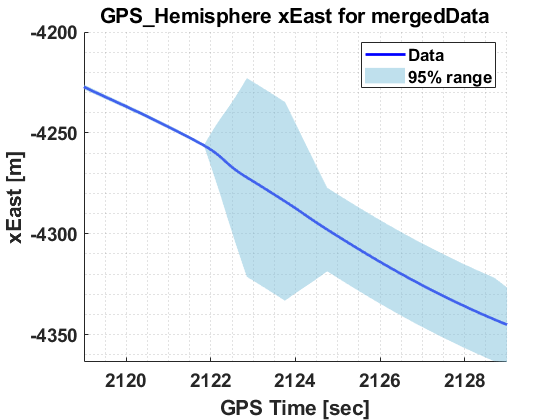 GPS_Hemisphere xEast for mergedData
-4200
Data
95% range
-4250
xEast [m]
-4300
-4350
2120 2122 2124 2126 2128
GPS Time [sec]